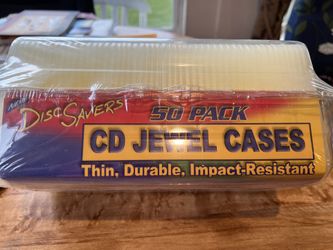 Disc Savers
50 PACK
CD JEWEL CASES
Thin, Durable, Impact-Resistant